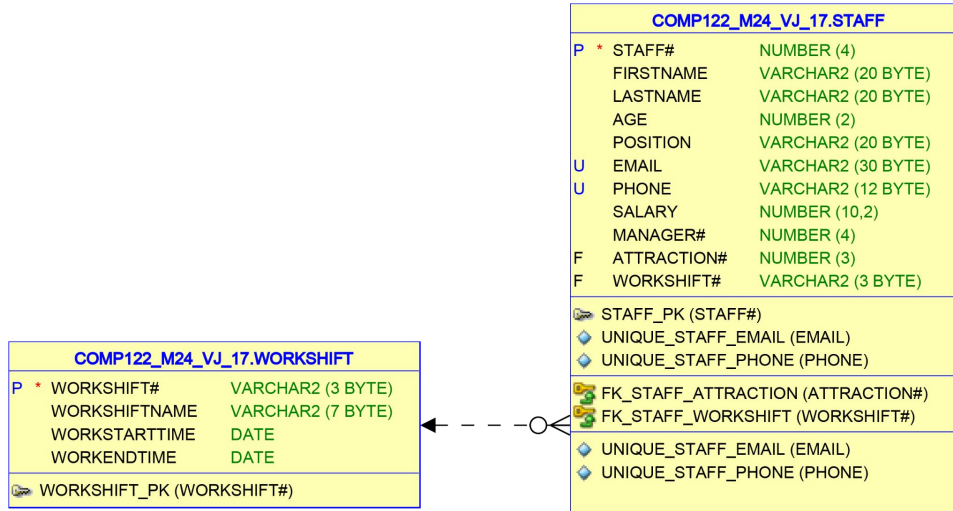 COMP122_M24_VJ_17.STAFF
P * STAFF# NUMBER (4)
FIRSTNAME VARCHAR2 (20 BYTE)
LASTNAME VARCHAR2 (20 BYTE)
AGE NUMBER (2)
POSITION VARCHAR2 (20 BYTE)
U EMAIL VARCHAR2 (30 BYTE)
U PHONE VARCHAR2 (12 BYTE)
SALARY NUMBER (10,2)
MANAGER# NUMBER (4)
F ATTRACTION# NUMBER (3)
F WORKSHIFT# VARCHAR2 (3 BYTE)
STAFF_PK (STAFF#)
UNIQUE_STAFF_EMAIL (EMAIL)
UNIQUE_STAFF_PHONE (PHONE)
FK_STAFF_ATTRACTION (ATTRACTION#)
FK_STAFF_WORKSHIFT (WORKSHIFT#)
UNIQUE_STAFF_EMAIL (EMAIL)
UNIQUE_STAFF_PHONE (PHONE)
COMP122_M24_VJ_17.WORKSHIFT
P * WORKSHIFT# VARCHAR2 (3 BYTE)
WORKSHIFTNAME VARCHAR2 (7 BYTE)
WORKSTARTTIME DATE
WORKENDTIME DATE
WORKSHIFT_PK (WORKSHIFT#)